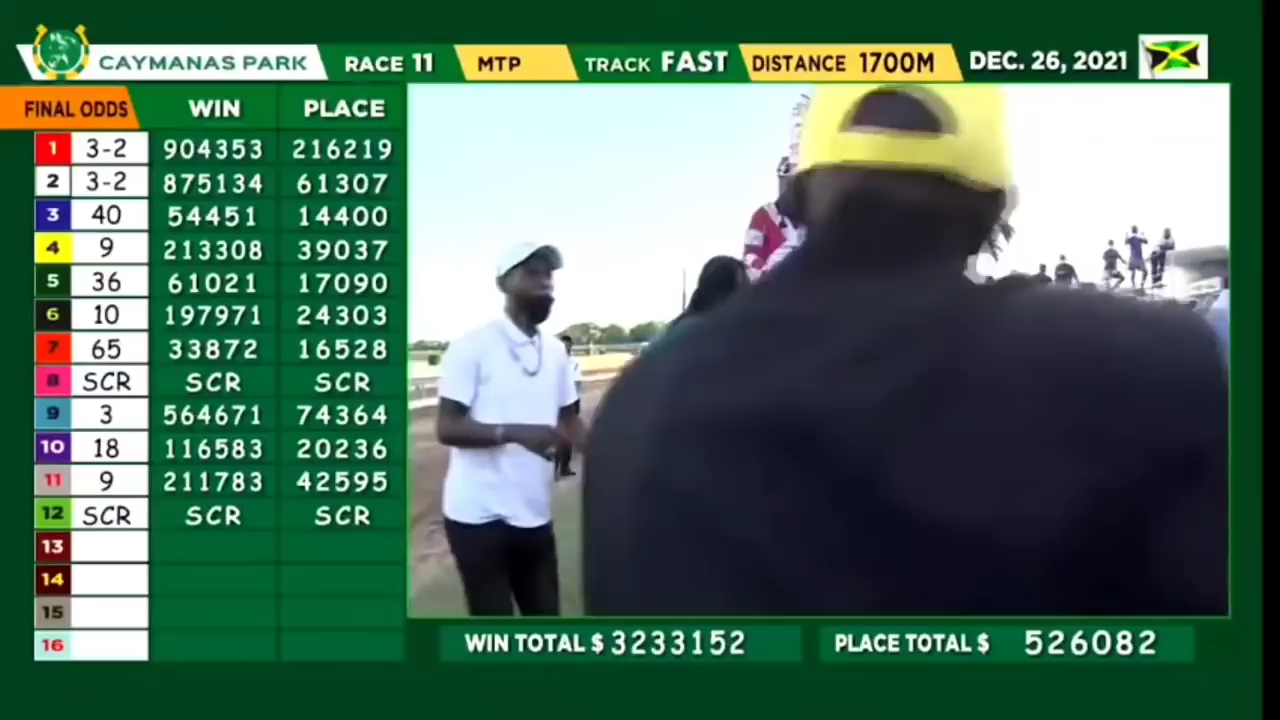 CAYMANAS PARK RACE 11 MTP TRACK FAST DISTANCE 1700M DEC. 26, 2021
FINAL ODDS WIN PLACE
1 3-2 904353 216219
2 3-2 875134 61307
3 40 54451 14400
4 9 213308 39037
5 36 61021 17090
6 10 197971 24303
7 65 33872 16528
8 SCR SCR SCR
9 3 564671 74364
10 18 116583 20236
11 9 211783 42595
12 SCR SCR SCR
13
14
15
16
WIN TOTAL $ 3233152 PLACE TOTAL $ 526082